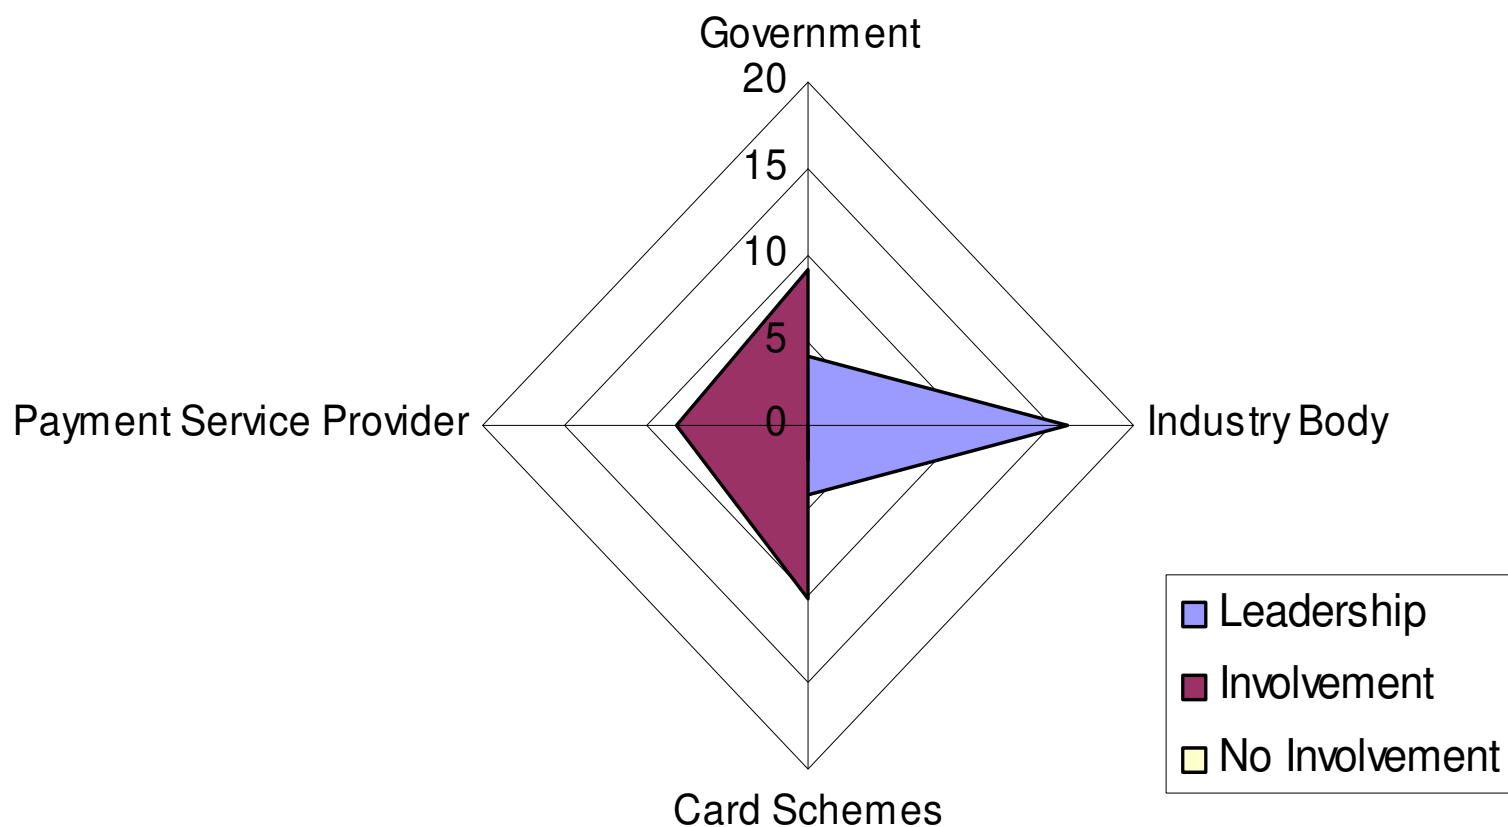 Government
20
15
10
5
0
Payment Service Provider
Industry Body
Card Schemes
Leadership
Involvement
No Involvement